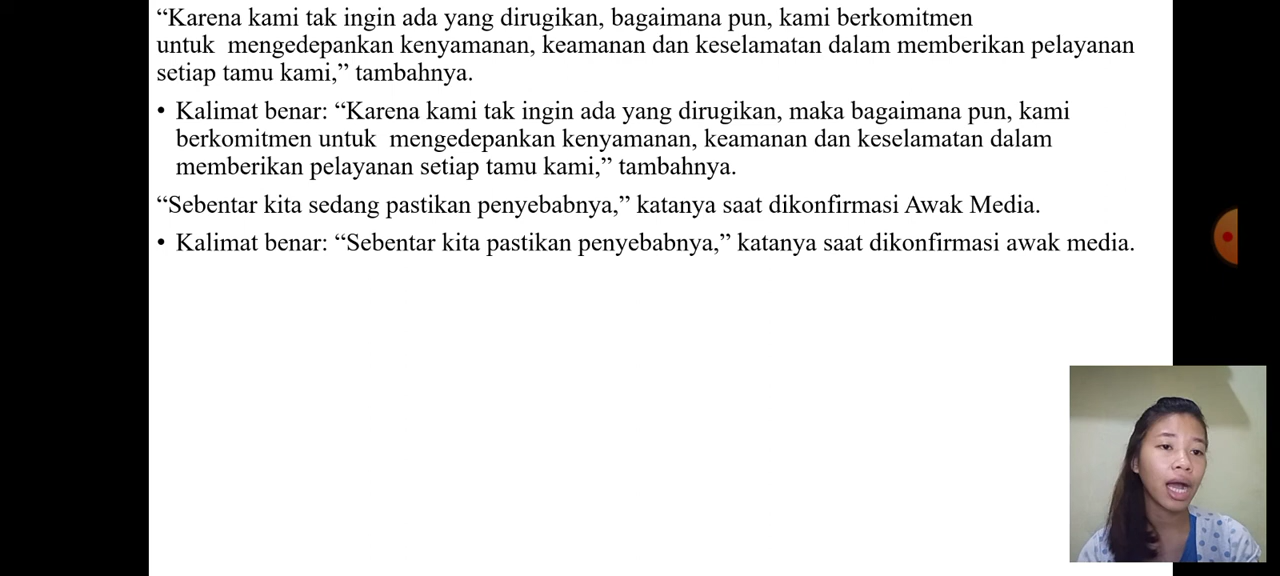 “Karena kami tak ingin ada yang dirugikan, bagaimana pun, kami berkomitmen
untuk  mengedepankan kenyamanan, keamanan dan keselamatan dalam memberikan pelayanan
setiap tamu kami,” tambahnya.
• Kalimat benar: “Karena kami tak ingin ada yang dirugikan, maka bagaimana pun, kami
berkomitmen untuk  mengedepankan kenyamanan, keamanan dan keselamatan dalam
memberikan pelayanan setiap tamu kami,” tambahnya.
“Sebentar kita sedang pastikan penyebabnya,” katanya saat dikonfirmasi Awak Media.
• Kalimat benar: “Sebentar kita pastikan penyebabnya,” katanya saat dikonfirmasi awak media.